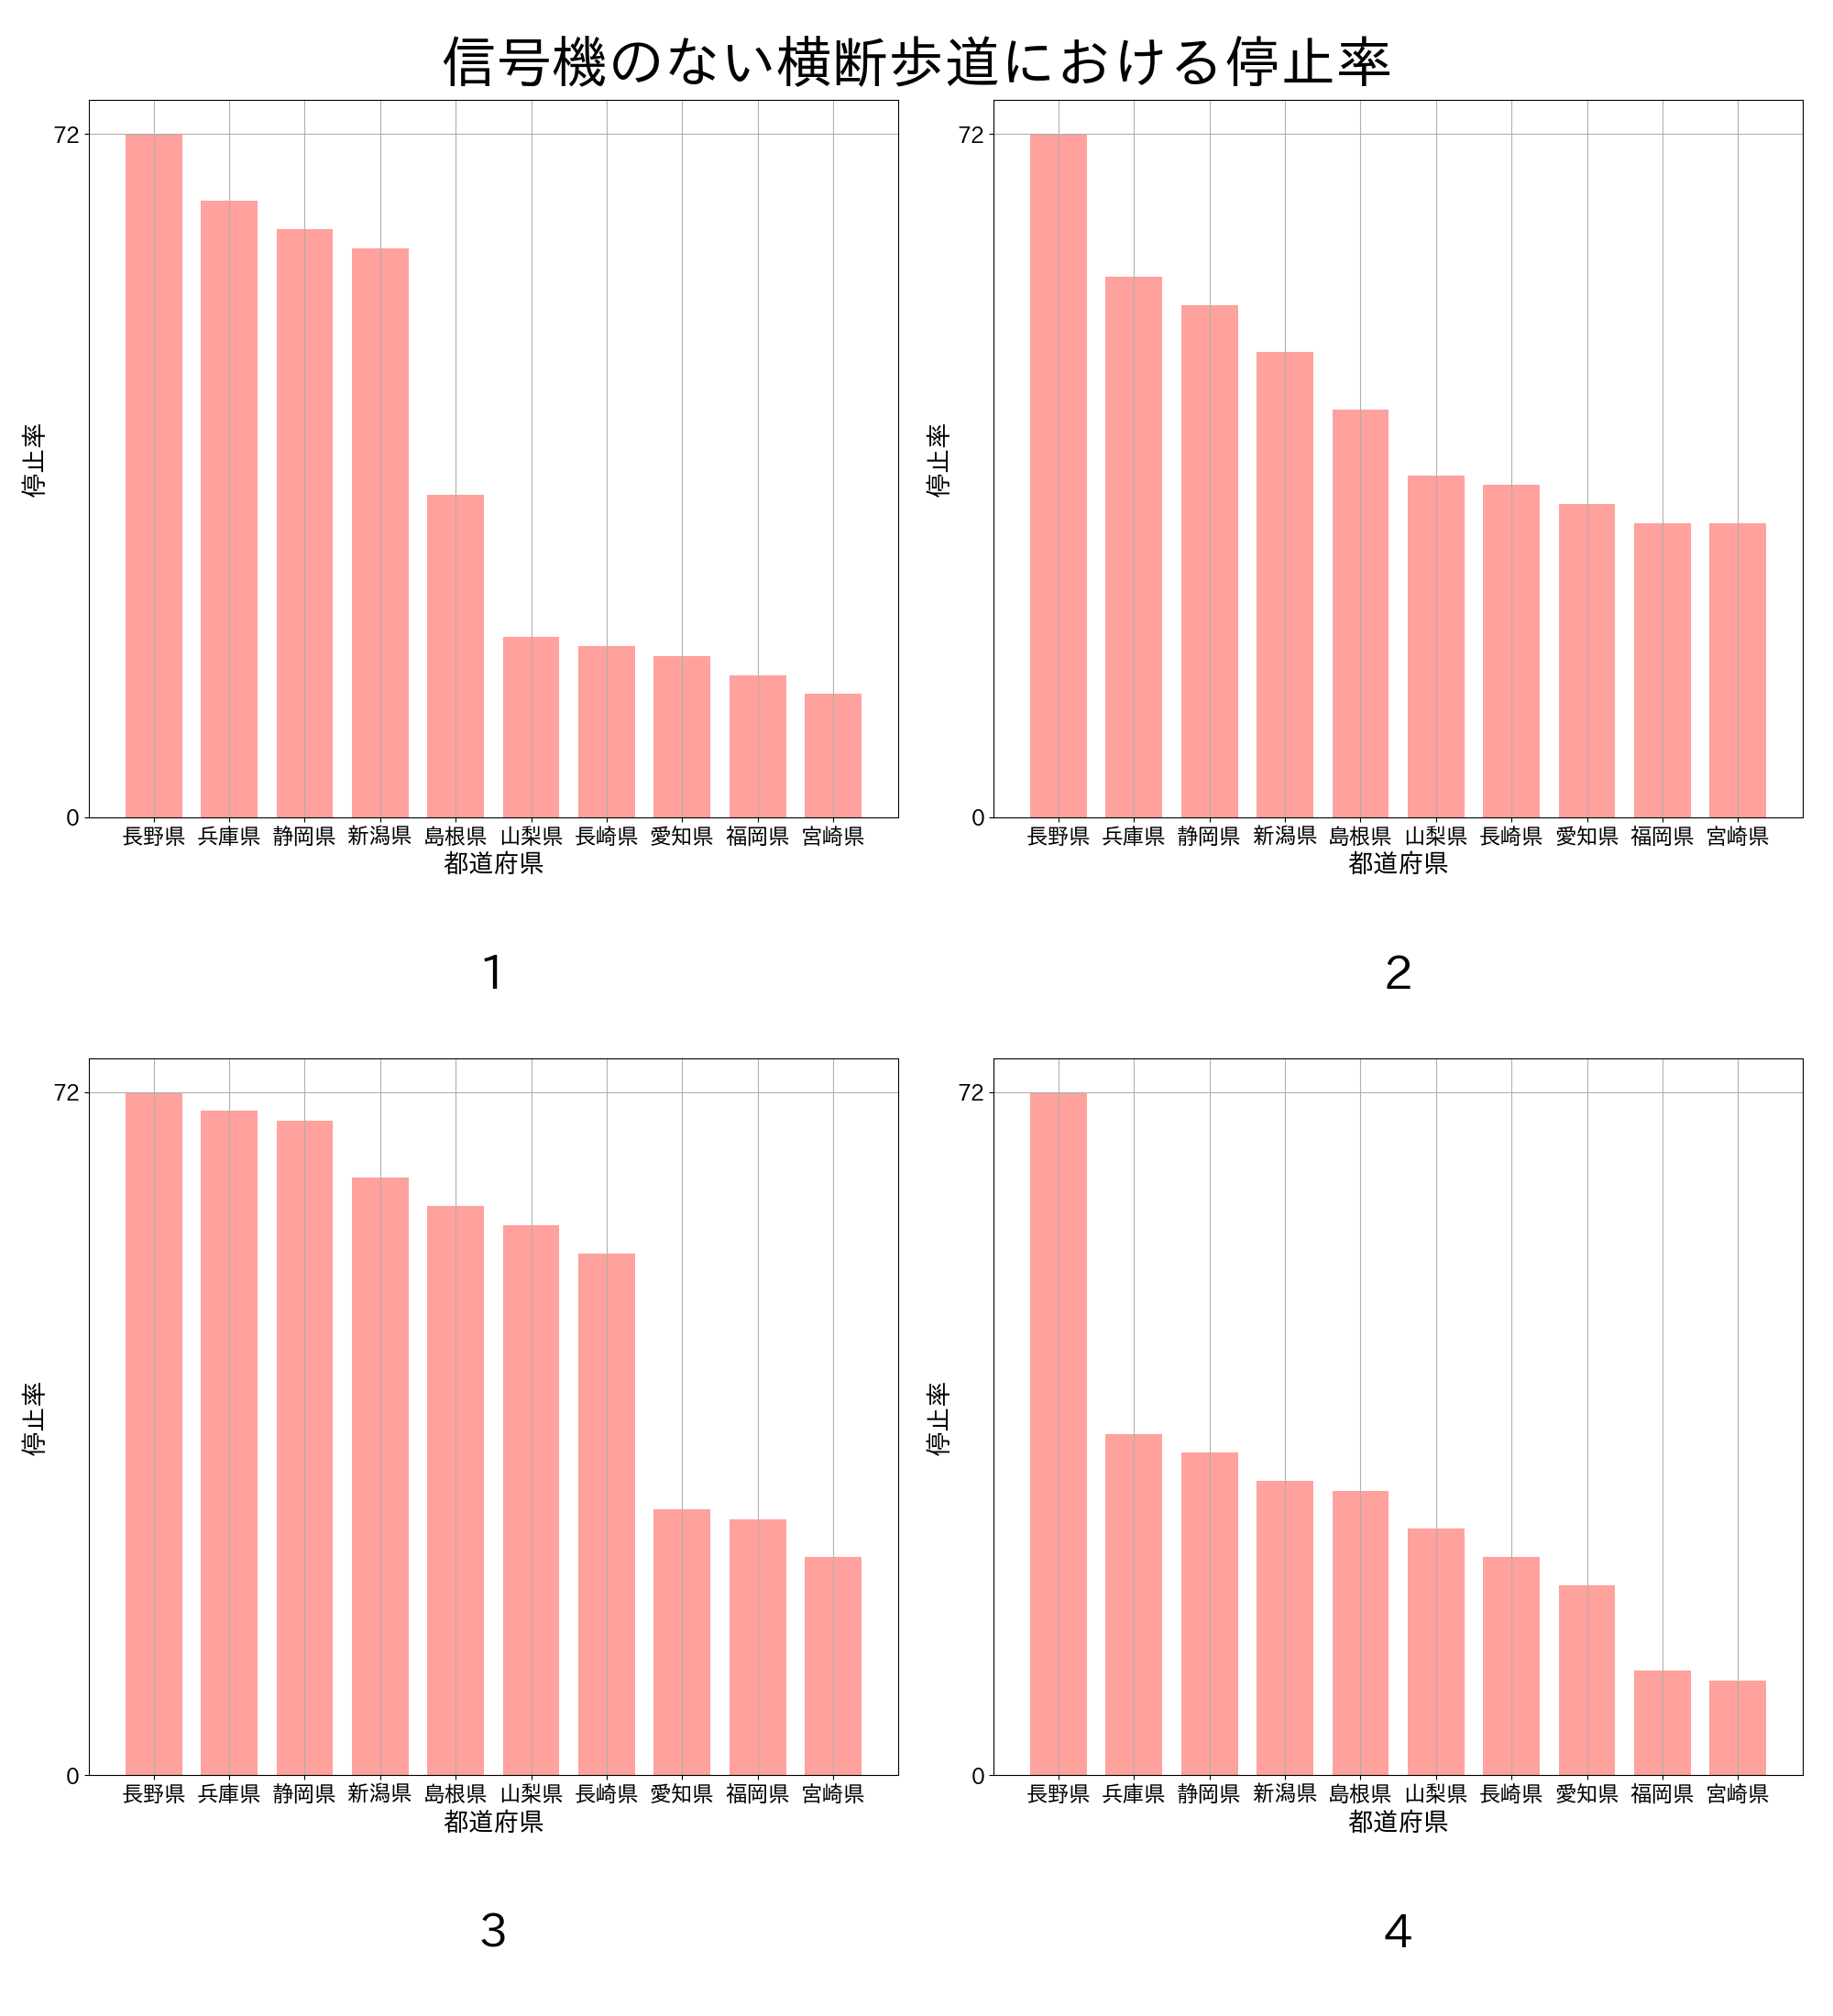 信号機のない横断歩道における停止率
72
停止率
0
長野県 兵庫県 静岡県 新潟県 島根県 山梨県 長崎県 愛知県 福岡県 宮崎県
都道府県
1
72
停止率
0
長野県 兵庫県 静岡県 新潟県 島根県 山梨県 長崎県 愛知県 福岡県 宮崎県
都道府県
2
72
停止率
0
長野県 兵庫県 静岡県 新潟県 島根県 山梨県 長崎県 愛知県 福岡県 宮崎県
都道府県
3
72
停止率
0
長野県 兵庫県 静岡県 新潟県 島根県 山梨県 長崎県 愛知県 福岡県 宮崎県
都道府県
4